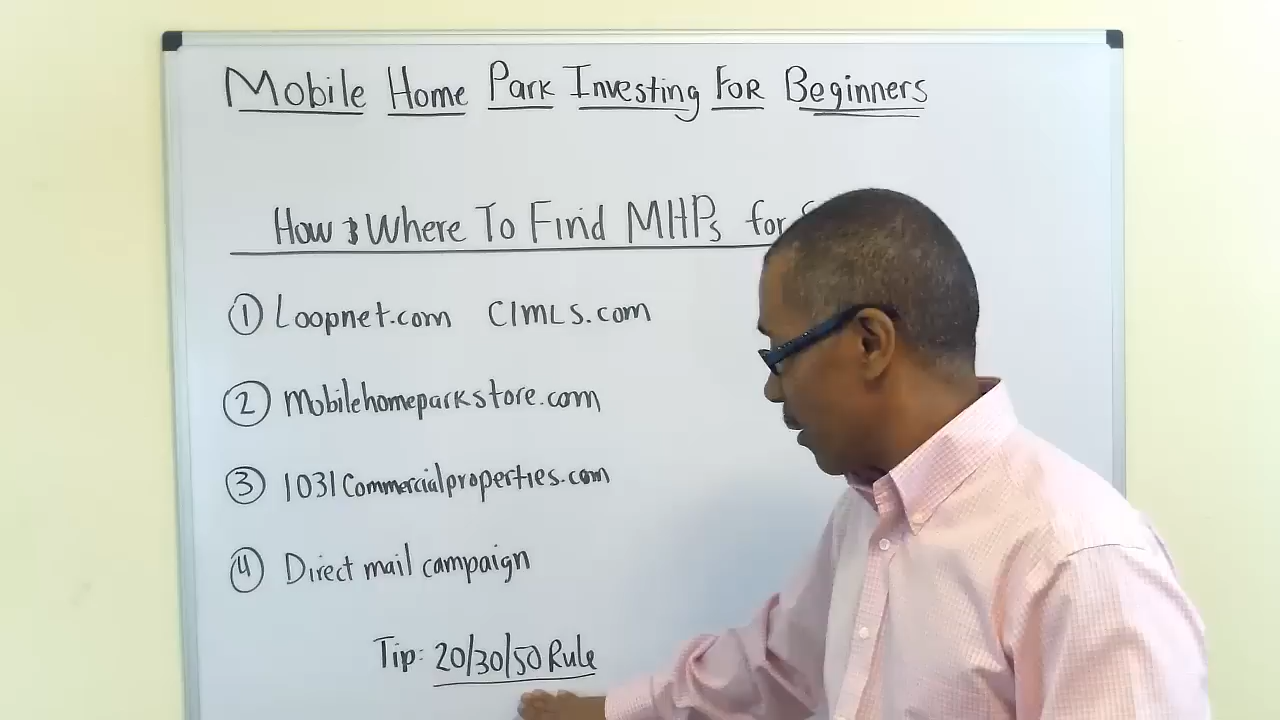 Mobile Home Park Investing FOR Beginners
How & Where To Find MHPs for
① Loopnet.com CIMLS.com
② Mobilehomeparkstore.com
③ 1031Commercialproperties.com
④ Direct mail campaign
Tip: 20/30/50 Rule